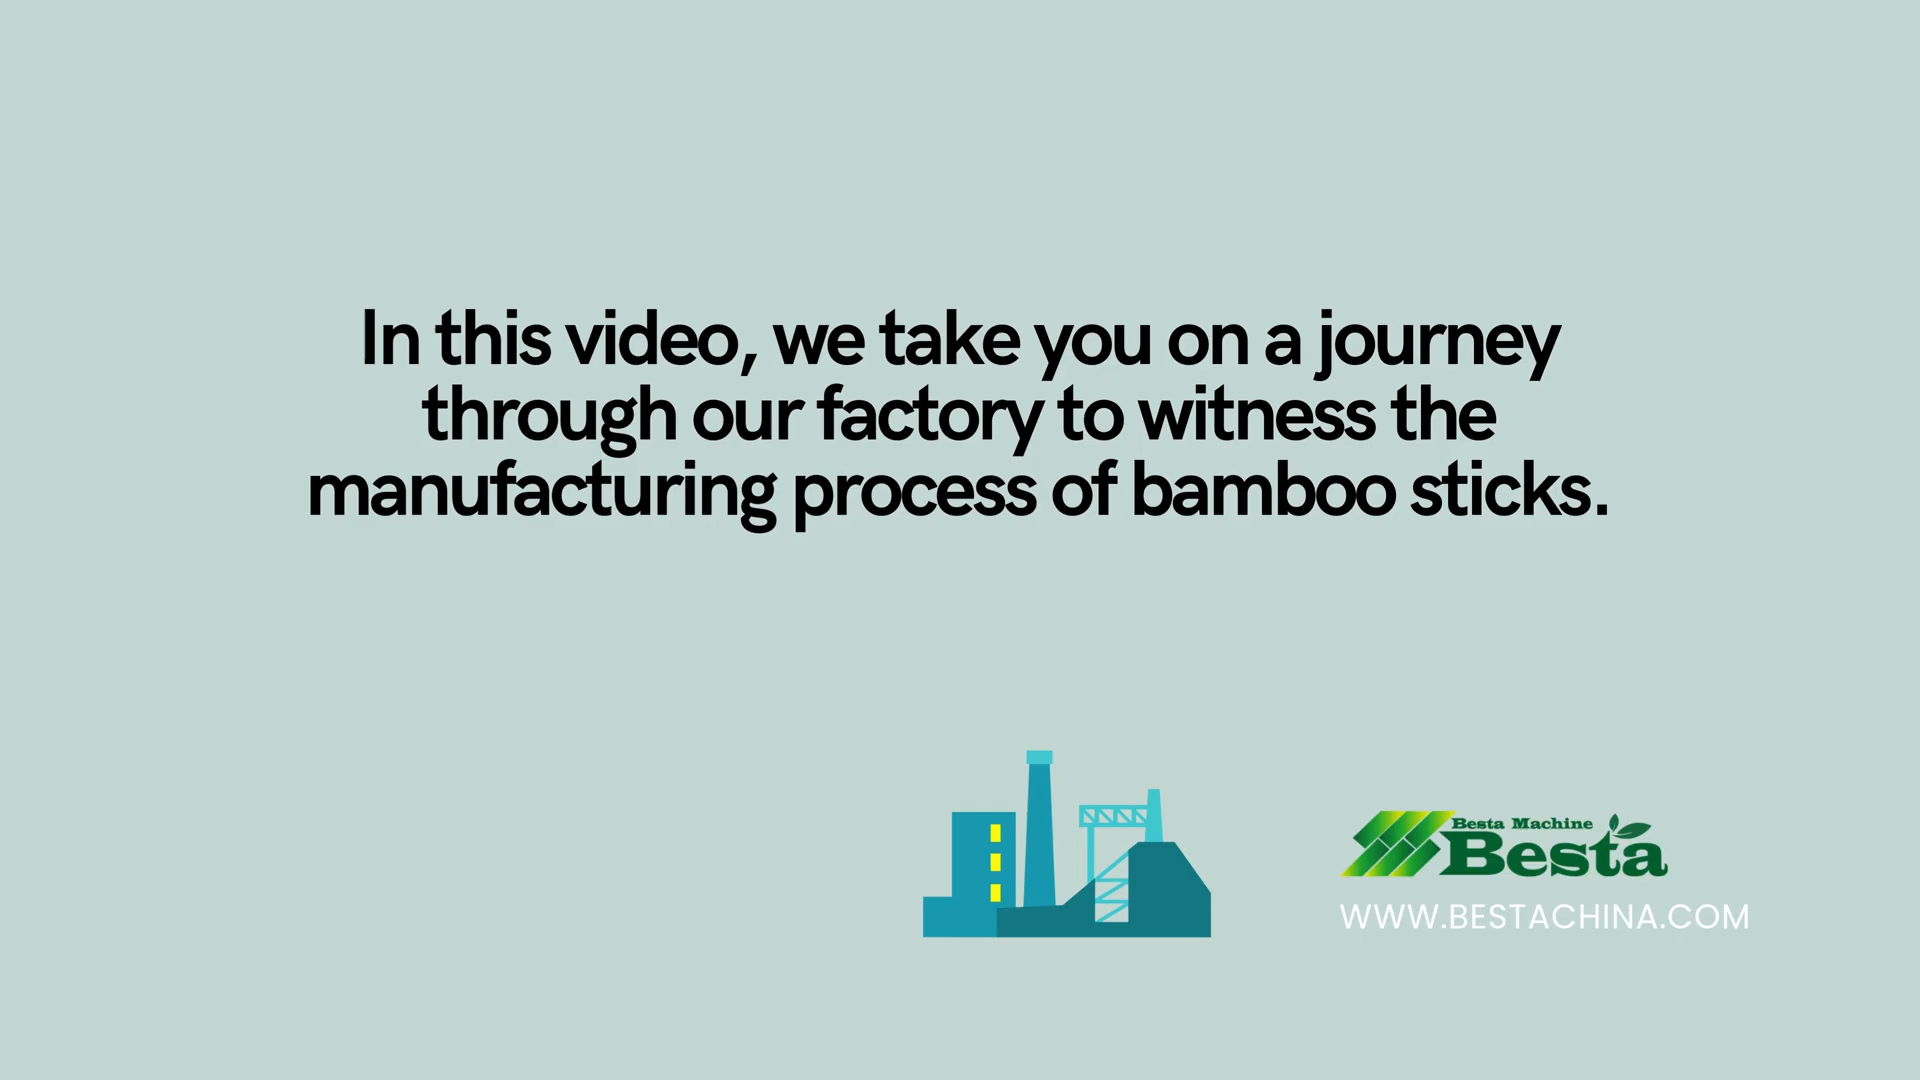 In this video, we take you on a journey
through our factory to witness the
manufacturing process of bamboo sticks.
Besta Machine
Besta
WWW.BESTACHINA.COM